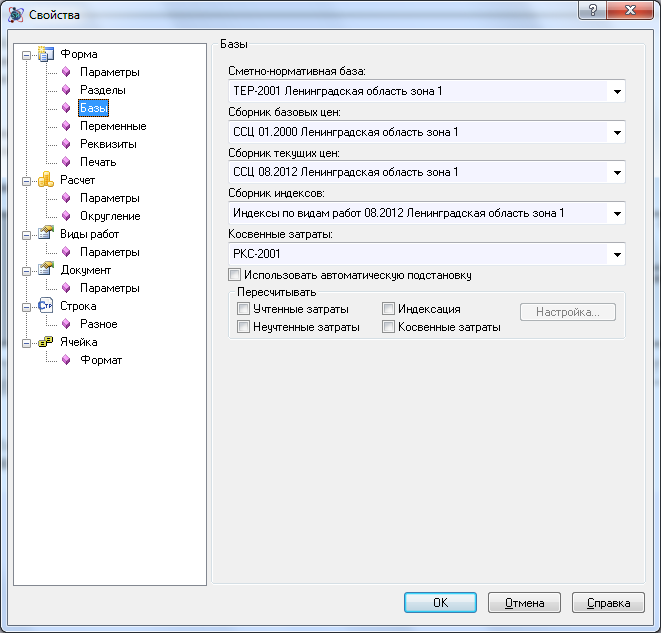 Свойства
Форма
Параметры
Разделы
Базы
Переменные
Реквизиты
Печать
Расчет
Параметры
Округление
Виды работ
Параметры
Документ
Параметры
Стр Строка
Разное
Ячейка
Формат
Базы
Сметно-нормативная база:
ТЕР-2001 Ленинградская область зона 1
Сборник базовых цен:
ССЦ 01.2000 Ленинградская область зона 1
Сборник текущих цен:
ССЦ 08.2012 Ленинградская область зона 1
Сборник индексов:
Индексы по видам работ 08.2012 Ленинградская область зона 1
Косвенные затраты:
РКС-2001
Использовать автоматическую подстановку
Пересчитывать
Учтенные затраты Индексация Настройка...
Неучтенные затраты Косвенные затраты
OK Отмена Справка